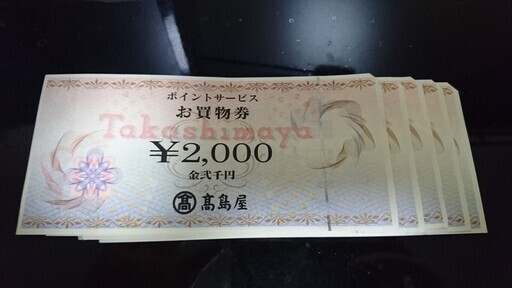 ポイントサービス
お買物券
Takashimaya
￥2,000
金弐千円
髙 髙島屋